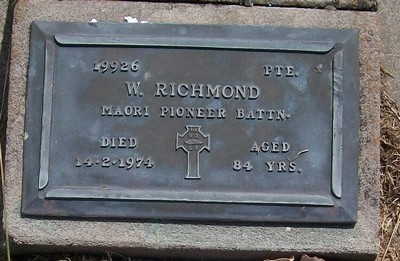 19926 PTE.
W. RICHMOND
MAORI PIONEER BATTN.
DIED AGED
14-2-1974 84 YRS.